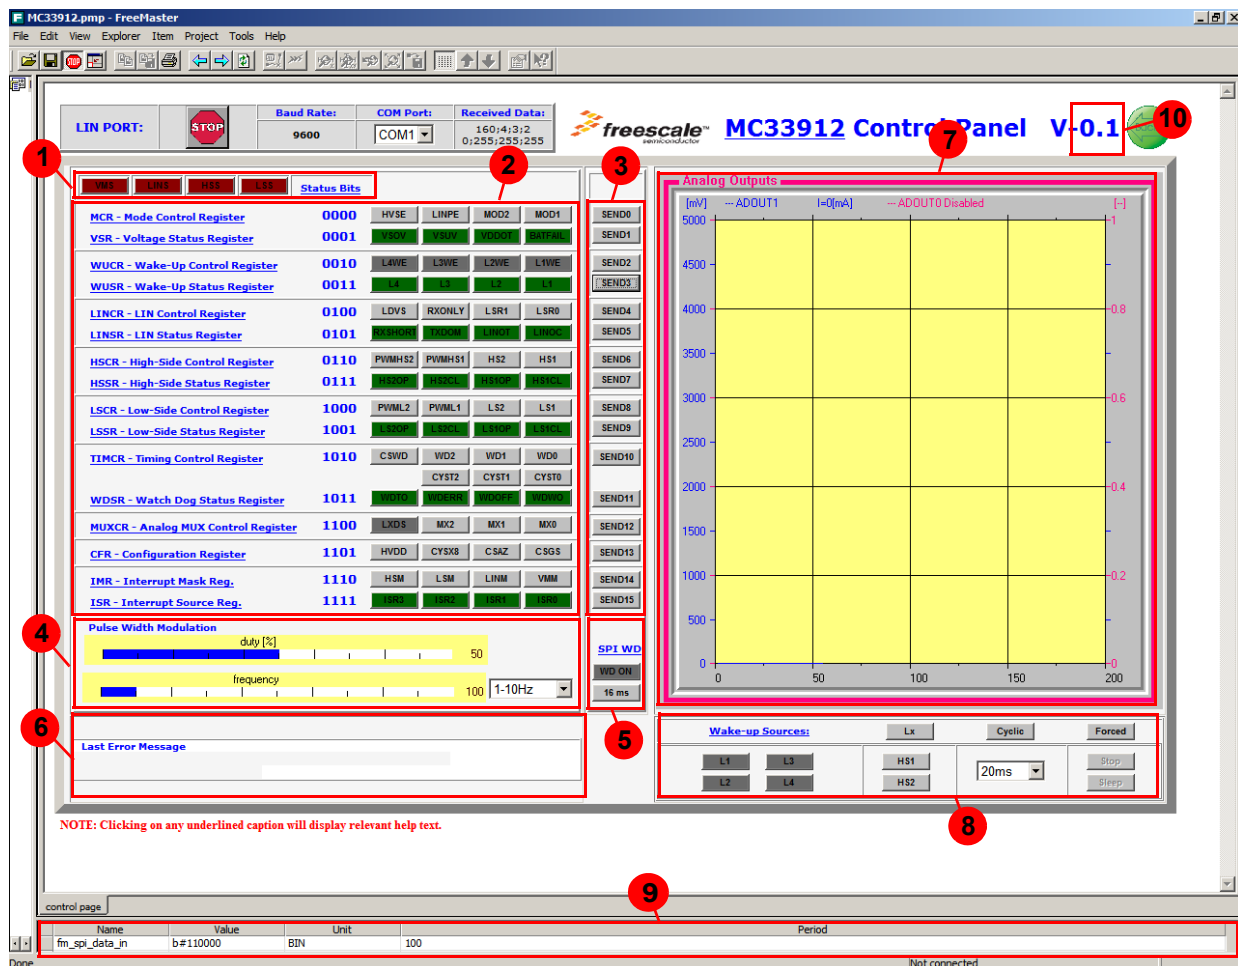 MC33912.pmp - FreeMaster
File Edit View Explorer Item Project Tools Help
LIN PORT:
STOP
Baud Rate:
9600
COM Port:
COM1
Received Data:
160;4;3;2
0;255;255;255
freescale™
semiconductor
MC33912 Control Panel V-0.1
10
1
2
3
7
VMS LINS HSS LSS Status Bits
MCR - Mode Control Register 0000 HVSE LINPE MOD2 MOD1 SEND0
VSR - Voltage Status Register 0001 VSOV VSUV VDDOT BATFAIL SEND1
WUCR - Wake-Up Control Register 0010 L4WE L3WE L2WE L1WE SEND2
WUSR - Wake-Up Status Register 0011 L4 L3 L2 L1 SEND3
LINCR - LIN Control Register 0100 LDVS RXONLY LSR1 LSR0 SEND4
LINSR - LIN Status Register 0101 RXSHORT TXDOM LINOT LINOC SEND5
HSCR - High-Side Control Register 0110 PWMHS2 PWMHS1 HS2 HS1 SEND6
HSSR - High-Side Status Register 0111 HS2OP HS2CL HS1OP HS1CL SEND7
LSCR - Low-Side Control Register 1000 PWML2 PWML1 LS2 LS1 SEND8
LSSR - Low-Side Status Register 1001 LS2OP LS2CL LS1OP LS1CL SEND9
TIMCR - Timing Control Register 1010 CSWD WD2 WD1 WD0 SEND10
CYST2 CYST1 CYST0
WDSR - Watch Dog Status Register 1011 WDTO WDERR WDOFF WDWO SEND11
MUXCR - Analog MUX Control Register 1100 LXDS MX2 MX1 MX0 SEND12
CFR - Configuration Register 1101 HVDD CYSX8 CSAZ CSGS SEND13
IMR - Interrupt Mask Reg. 1110 HSM LSM LINM VMM SEND14
ISR - Interrupt Source Reg. 1111 ISR3 ISR2 ISR1 ISR0 SEND15
Analog Outputs
[mV] --- ADOUT1 I=0[mA] --- ADOUT0 Disabled [--]
5000 1
4500
4000 0.8
3500
3000 0.6
2500
2000 0.4
1500
1000 0.2
500
0 0
0 50 100 150 200
4
Pulse Width Modulation
duty [%]
50
frequency
100 1-10Hz
SPI WD
WD ON
16 ms
5
6
Last Error Message
Wake-up Sources: Lx Cyclic Forced
L1 L3 HS1 20ms Stop
L2 L4 HS2 Sleep
8
NOTE: Clicking on any underlined caption will display relevant help text.
9
control page
Name Value Unit Period
fm_spi_data_in b#110000 BIN 100
Done
Not connected